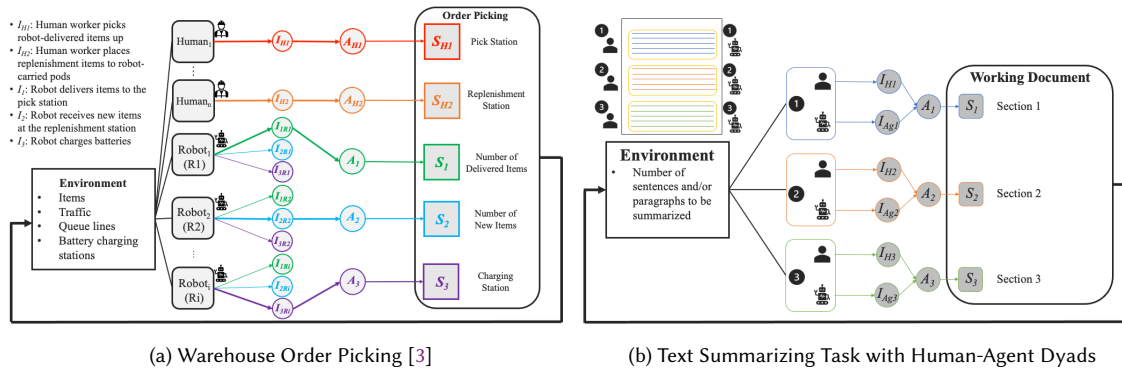 • I_H1: Human worker picks
robot-delivered items up
• I_H2: Human worker places
replenishment items to robot-
carried pods
• I_1: Robot delivers items to the
pick station
• I_2: Robot receives new items
at the replenishment station
• I_3: Robot charges batteries
Environment
• Items
• Traffic
• Queue lines
• Battery charging
stations
Human_1
⋮
Human_n
Robot_1
(R1)
Robot_2
(R2)
⋮
Robot_i
(Ri)
I_H1
A_H1
I_H2
A_H2
I_1R1
I_2R1
I_3R1
A_1
I_1R2
I_2R2
I_3R2
A_2
I_1Ri
I_2Ri
I_3Ri
A_3
Order Picking
S_H1
Pick Station
S_H2
Replenishment
Station
S_1
Number of
Delivered Items
S_2
Number of
New Items
S_3
Charging
Station
(a) Warehouse Order Picking [3]
1
1
2
2
3
3
Environment
• Number of
sentences and/or
paragraphs to be
summarized
1
I_H1
I_Ag1
A_1
2
I_H2
I_Ag2
A_2
3
I_H3
I_Ag3
A_3
Working Document
S_1
Section 1
S_2
Section 2
S_3
Section 3
(b) Text Summarizing Task with Human-Agent Dyads